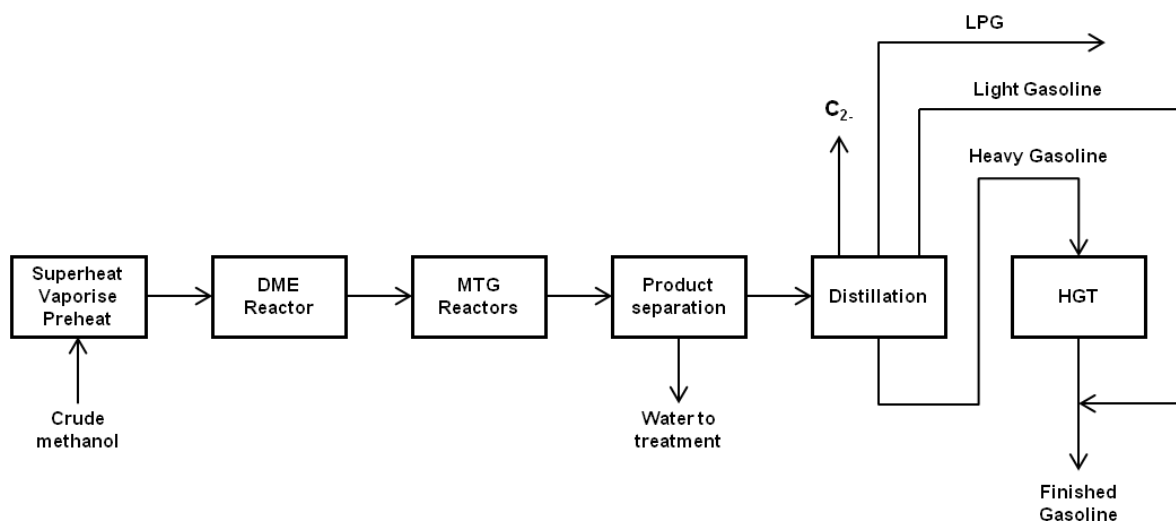 LPG
Light Gasoline
C2-
Heavy Gasoline
Superheat
Vaporise
Preheat
DME
Reactor
MTG
Reactors
Product
separation
Distillation
HGT
Crude
methanol
Water to
treatment
Finished
Gasoline